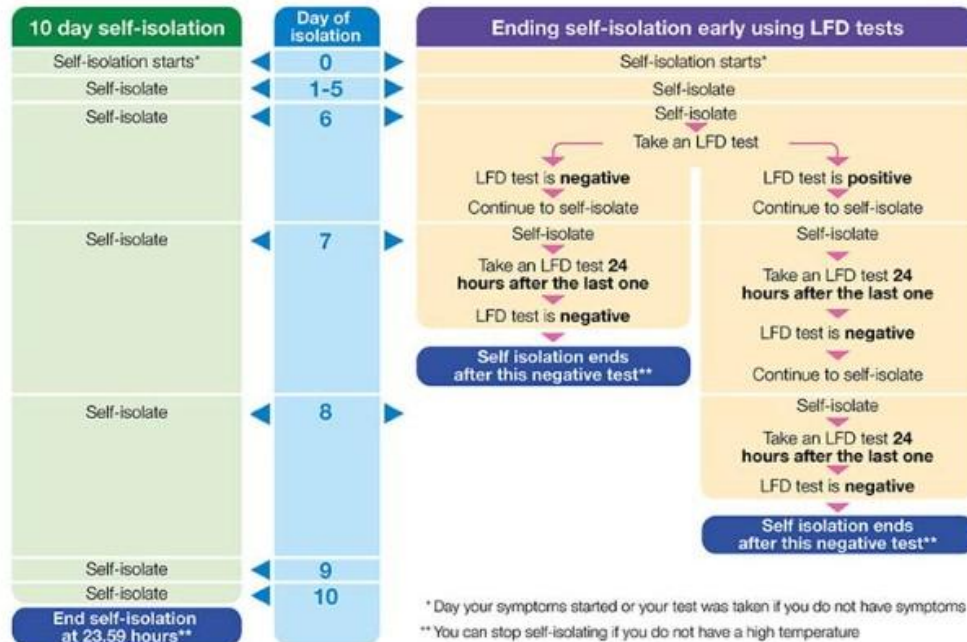 10 day self-isolation
Self-isolation starts*
Self-isolate
Self-isolate
Self-isolate
Self-isolate
Self-isolate
Self-isolate
End self-isolation
at 23.59 hours**
Day of
isolation
0
1-5
6
7
8
9
10
Ending self-isolation early using LFD tests
Self-isolation starts*
Self-isolate
Self-isolate
Take an LFD test
LFD test is negative
Continue to self-isolate
Self-isolate
Take an LFD test 24
hours after the last one
LFD test is negative
Self isolation ends
after this negative test**
LFD test is positive
Continue to self-isolate
Self-isolate
Take an LFD test 24
hours after the last one
LFD test is negative
Continue to self-isolate
Self-isolate
Take an LFD test 24
hours after the last one
LFD test is negative
Self isolation ends
after this negative test**
* Day your symptoms started or your test was taken if you do not have symptoms
** You can stop self-isolating if you do not have a high temperature